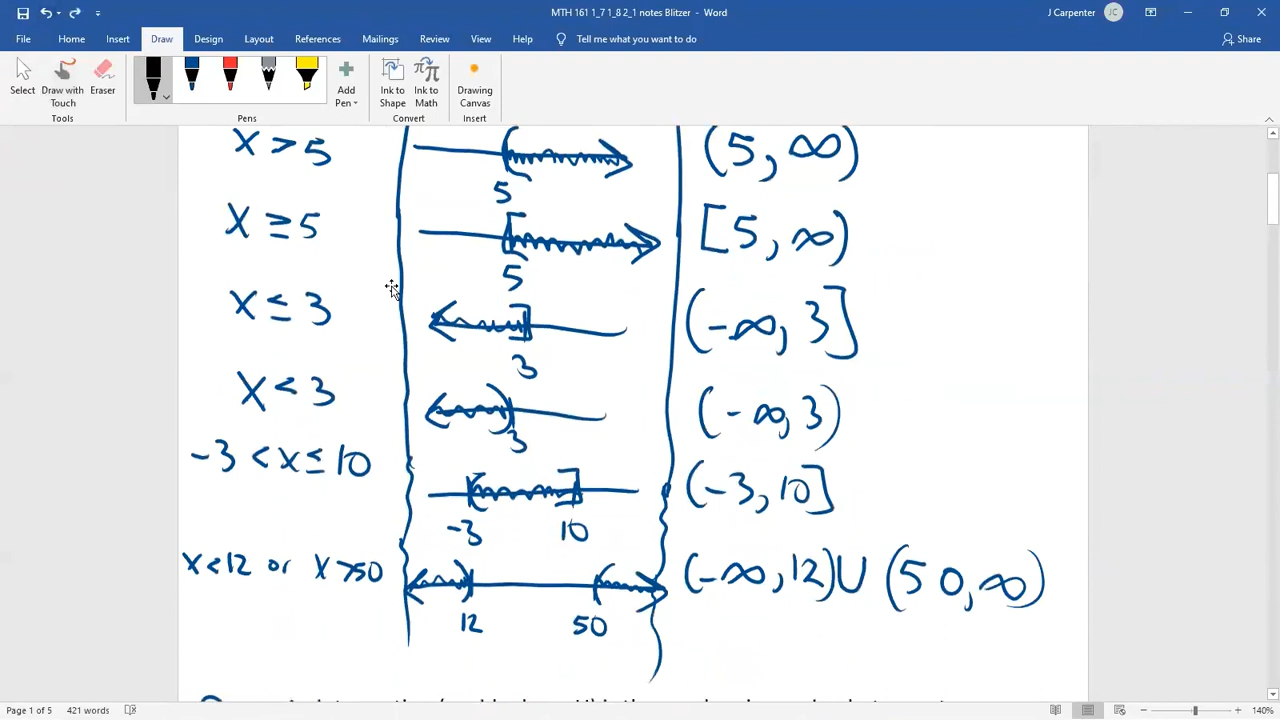 MTH 161 1_7 1_8 2_1 notes Blitzer - Word
J Carpenter JC
File Home Insert Draw Design Layout References Mailings Review View Help Tell me what you want to do Share
Select Draw with Touch Eraser Add Pen Ink to Shape Ink to Math Drawing Canvas
Tools Pens Convert Insert
x > 5 5 (5, ∞)
x ≥ 5 5 [5, ∞)
x ≤ 3 3 (-∞, 3]
x < 3 3 (-∞, 3)
-3 < x ≤ 10 -3 10 (-3, 10]
x < 12 or x > 50 12 50 (-∞, 12) ∪ (50, ∞)
Page 1 of 5 421 words 140%